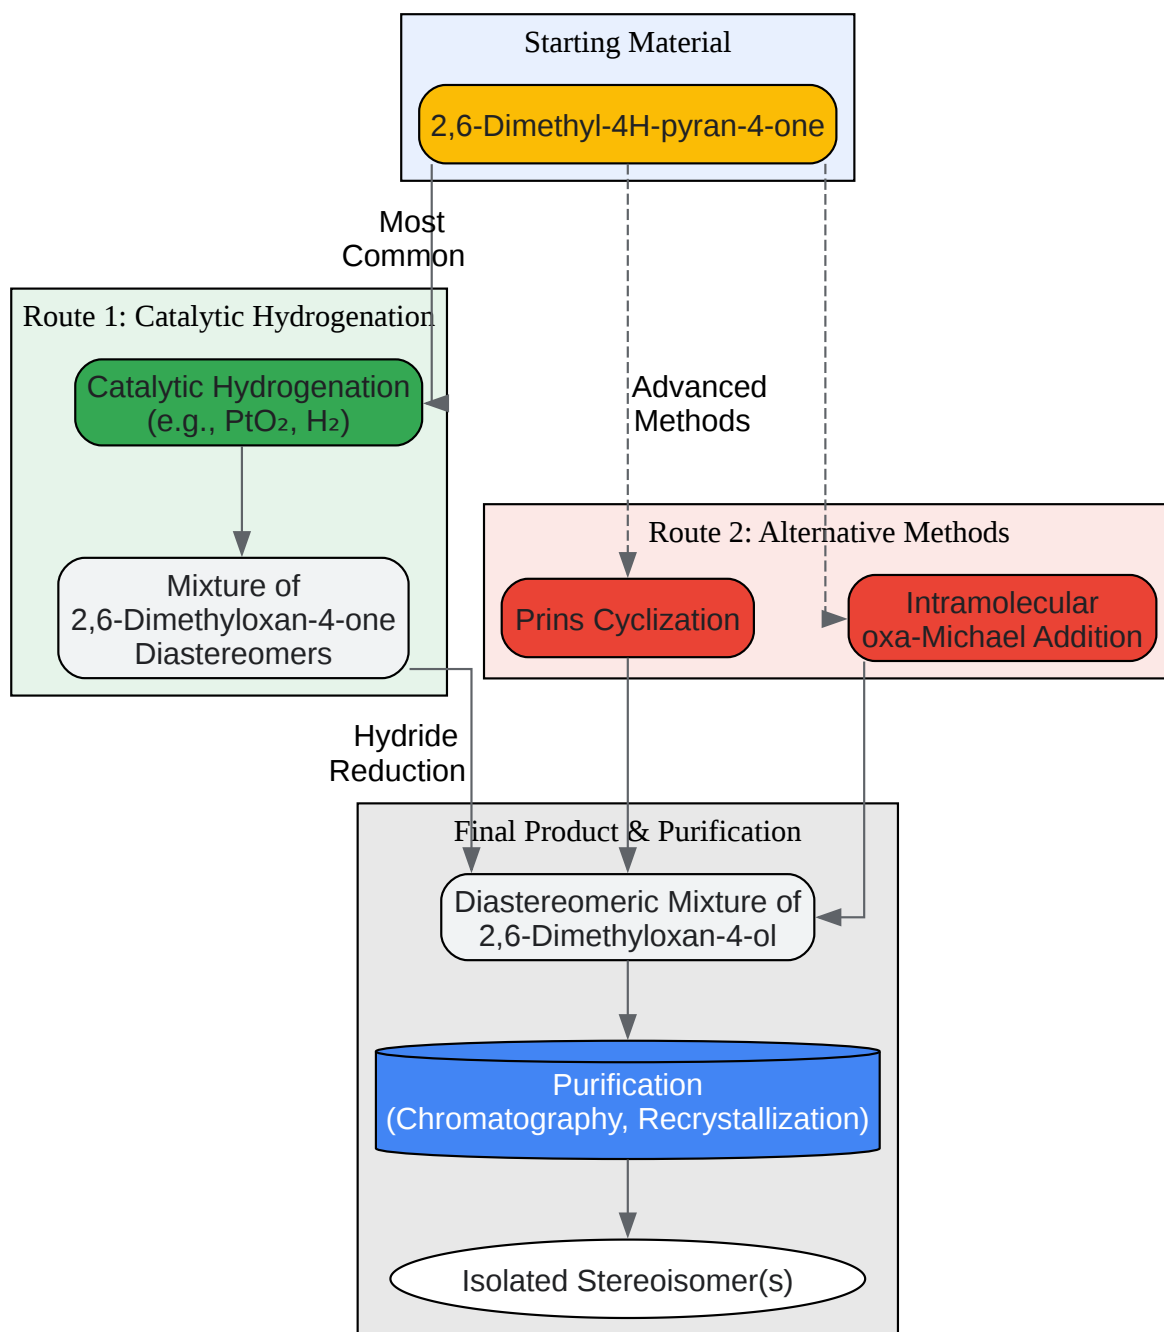 Starting Material
2,6-Dimethyl-4H-pyran-4-one
Most
Common
Route 1: Catalytic Hydrogenation
Catalytic Hydrogenation
(e.g., PtO₂, H₂)
Advanced
Methods
Route 2: Alternative Methods
Mixture of
2,6-Dimethyloxan-4-one
Diastereomers
Prins Cyclization
Intramolecular
oxa-Michael Addition
Hydride
Reduction
Final Product & Purification
Diastereomeric Mixture of
2,6-Dimethyloxan-4-ol
Purification
(Chromatography, Recrystallization)
Isolated Stereoisomer(s)